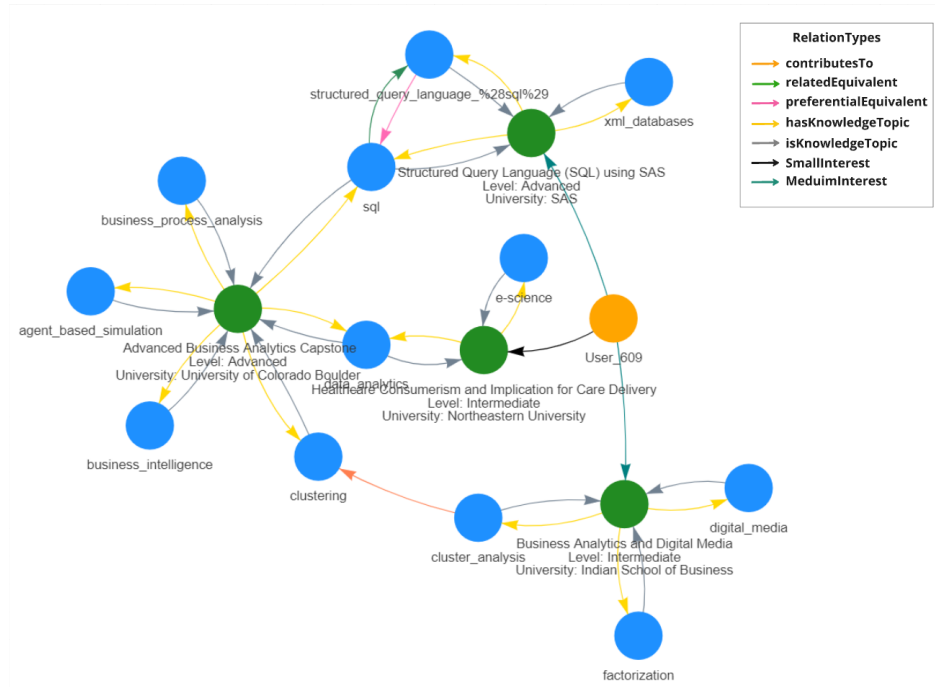 RelationTypes
contributesTo
relatedEquivalent
preferentialEquivalent
hasKnowledgeTopic
isKnowledgeTopic
SmallInterest
MeduimInterest
structured_query_language_%28sql%29
xml_databases
Structured Query Language (SQL) using SAS
Level: Advanced
University: SAS
sql
business_process_analysis
e-science
agent_based_simulation
Advanced Business Analytics Capstone
Level: Advanced
University: University of Colorado Boulder
User_609
data_analytics
Healthcare Consumerism and Implication for Care Delivery
Level: Intermediate
University: Northeastern University
business_intelligence
clustering
digital_media
cluster_analysis
Business Analytics and Digital Media
Level: Intermediate
University: Indian School of Business
factorization